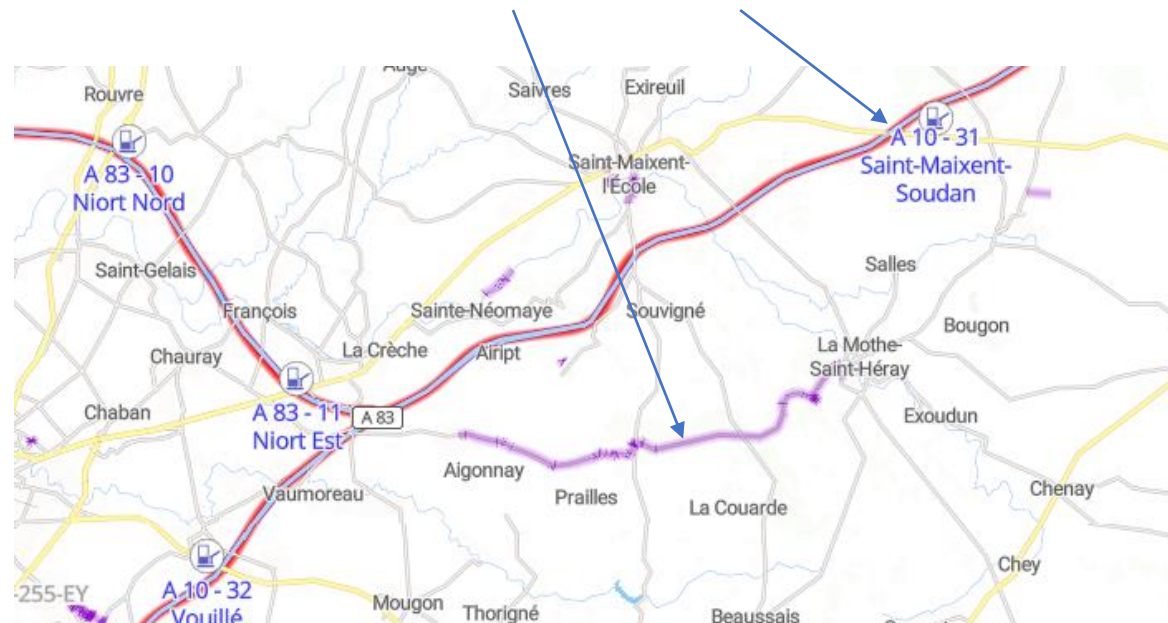 Auge
Rouvre
Saivres
Exireuil
A 10 - 31
Saint-Maixent-
Soudan
Saint-Maixent-
l'École
A 83 - 10
Niort Nord
Saint-Gelais
Salles
François
Sainte-Néomaye
Souvigné
Bougon
Chauray
La Crèche
Aiript
La Mothe-
Saint-Héray
Chaban
A 83 - 11
Niort Est
A 83
Exoudun
Aigonnay
Prailles
Vaumoreau
La Couarde
Chenay
Chey
-255-EY
A 10 - 32
Vouillé
Mougon
Thorigné
Beaussais